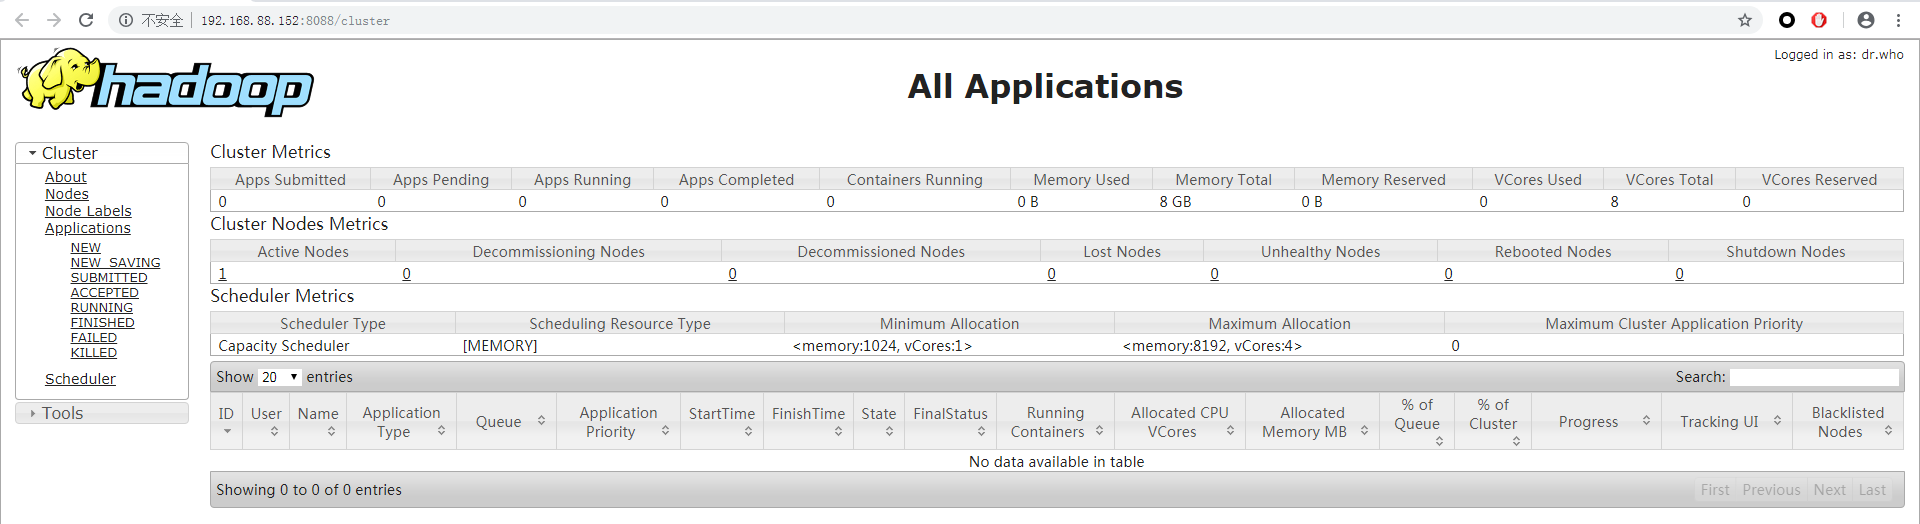 不安全 192.168.88.152:8088/cluster
Logged in as: dr.who
hadoop
All Applications
Cluster
About
Nodes
Node Labels
Applications
NEW
NEW_SAVING
SUBMITTED
ACCEPTED
RUNNING
FINISHED
FAILED
KILLED
Scheduler
Tools
Cluster Metrics
Apps Submitted Apps Pending Apps Running Apps Completed Containers Running Memory Used Memory Total Memory Reserved VCores Used VCores Total VCores Reserved
0 0 0 0 0 0 B 8 GB 0 B 0 8 0
Cluster Nodes Metrics
Active Nodes Decommissioning Nodes Decommissioned Nodes Lost Nodes Unhealthy Nodes Rebooted Nodes Shutdown Nodes
1 0 0 0 0 0 0
Scheduler Metrics
Scheduler Type Scheduling Resource Type Minimum Allocation Maximum Allocation Maximum Cluster Application Priority
Capacity Scheduler [MEMORY] <memory:1024, vCores:1> <memory:8192, vCores:4> 0
Show 20 entries Search:
ID User Name Application Type Queue Application Priority StartTime FinishTime State FinalStatus Running Containers Allocated CPU VCores Allocated Memory MB % of Queue % of Cluster Progress Tracking UI Blacklisted Nodes
No data available in table
Showing 0 to 0 of 0 entries First Previous Next Last